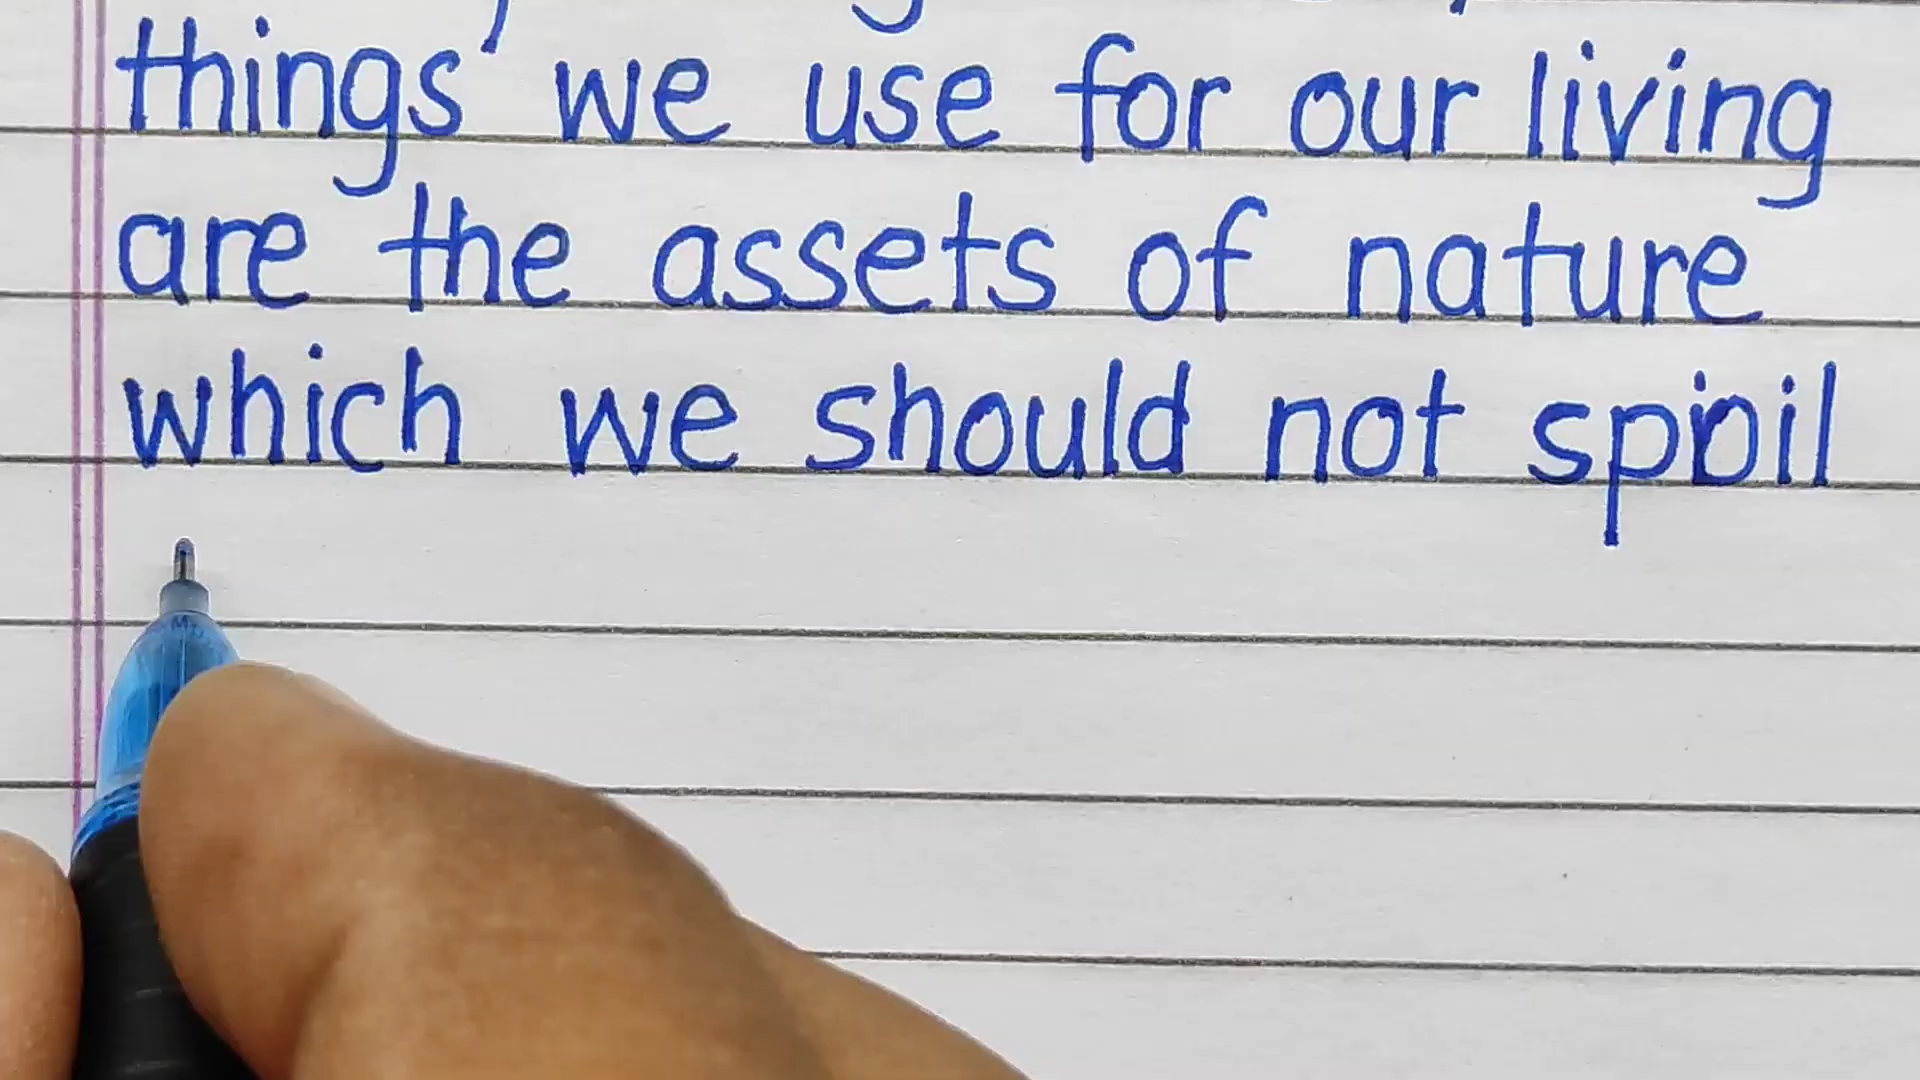 things we use for our living
are the assets of nature
which we should not spoil